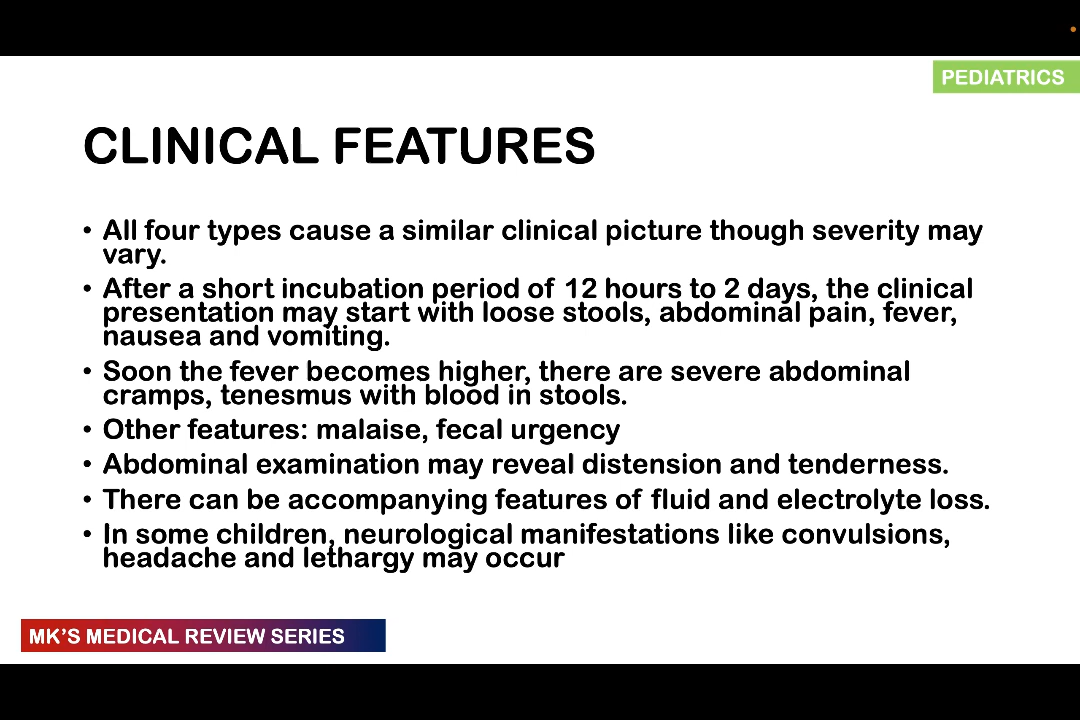 PEDIATRICS
CLINICAL FEATURES
• All four types cause a similar clinical picture though severity may
vary.
• After a short incubation period of 12 hours to 2 days, the clinical
presentation may start with loose stools, abdominal pain, fever,
nausea and vomiting.
• Soon the fever becomes higher, there are severe abdominal
cramps, tenesmus with blood in stools.
• Other features: malaise, fecal urgency
• Abdominal examination may reveal distension and tenderness.
• There can be accompanying features of fluid and electrolyte loss.
• In some children, neurological manifestations like convulsions,
headache and lethargy may occur
MK'S MEDICAL REVIEW SERIES